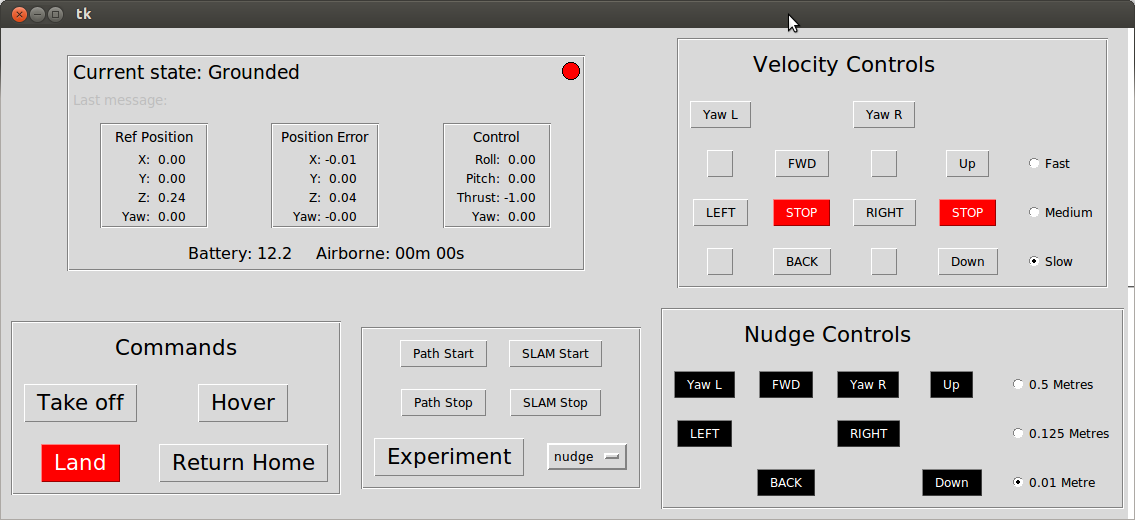 tk
Current state: Grounded
Last message:
Ref Position
X: 0.00
Y: 0.00
Z: 0.24
Yaw: 0.00
Position Error
X: -0.01
Y: 0.00
Z: 0.04
Yaw: -0.00
Control
Roll: 0.00
Pitch: 0.00
Thrust: -1.00
Yaw: 0.00
Battery: 12.2 Airborne: 00m 00s
Velocity Controls
Yaw L Yaw R
FWD Up Fast
LEFT STOP RIGHT STOP Medium
BACK Down Slow
Commands
Take off Hover
Land Return Home
Path Start SLAM Start
Path Stop SLAM Stop
Experiment nudge
Nudge Controls
Yaw L FWD Yaw R Up 0.5 Metres
LEFT RIGHT 0.125 Metres
BACK Down 0.01 Metre